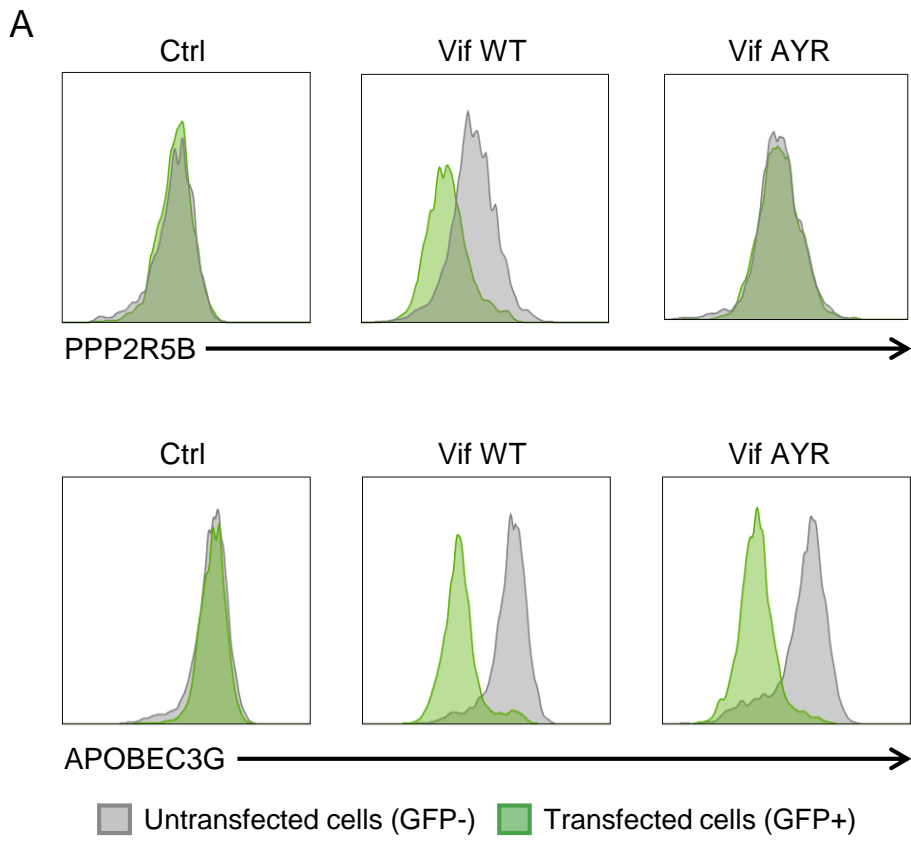 A
Ctrl Vif WT Vif AYR
PPP2R5B
Ctrl Vif WT Vif AYR
APOBEC3G
Untransfected cells (GFP-) Transfected cells (GFP+)